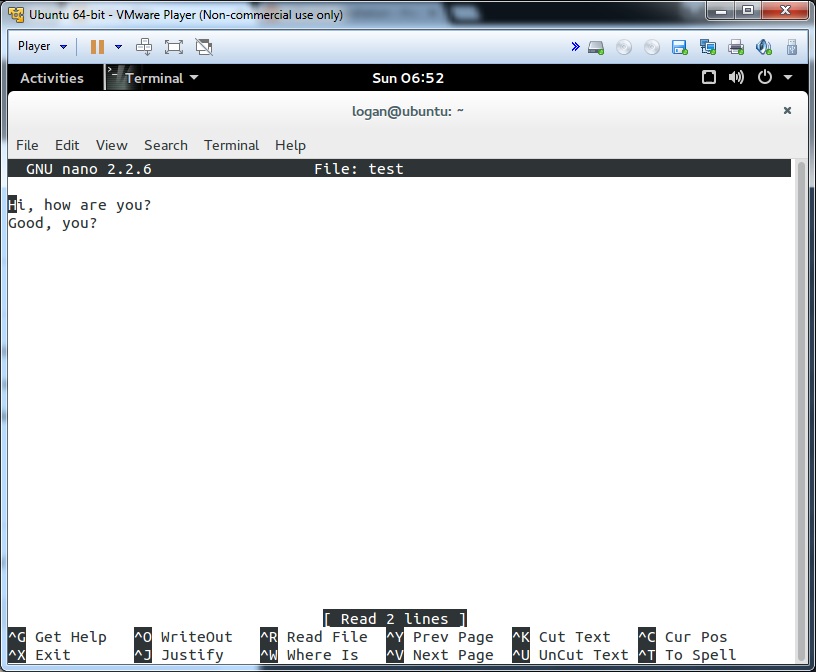 Ubuntu 64-bit - VMware Player (Non-commercial use only)
Player
Activities Terminal Sun 06:52
logan@ubuntu: ~
File Edit View Search Terminal Help
GNU nano 2.2.6 File: test
Hi, how are you?
Good, you?
[ Read 2 lines ]
^G Get Help ^O WriteOut ^R Read File ^Y Prev Page ^K Cut Text ^C Cur Pos
^X Exit ^J Justify ^W Where Is ^V Next Page ^U UnCut Text ^T To Spell